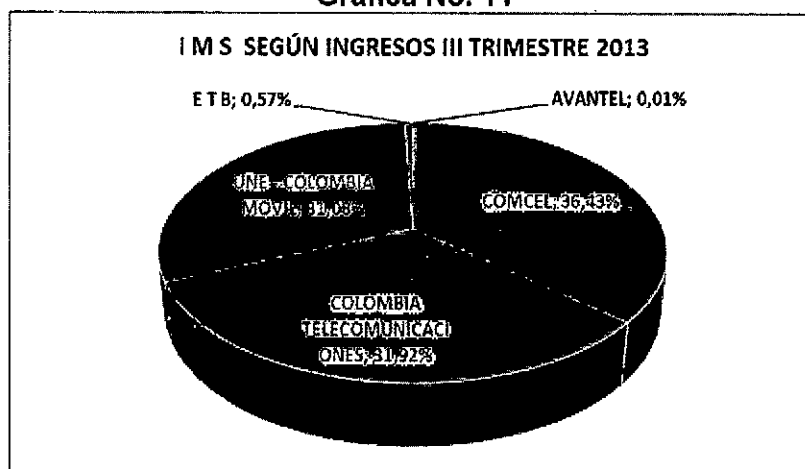 Gráfica No. 17
I M S SEGÚN INGRESOS III TRIMESTRE 2013
E T B; 0,57%
AVANTEL; 0,01%
UNE - COLOMBIA
MOVIL; 31,08%
COMCEL; 36,43%
COLOMBIA
TELECOMUNICACI
ONES; 31,92%